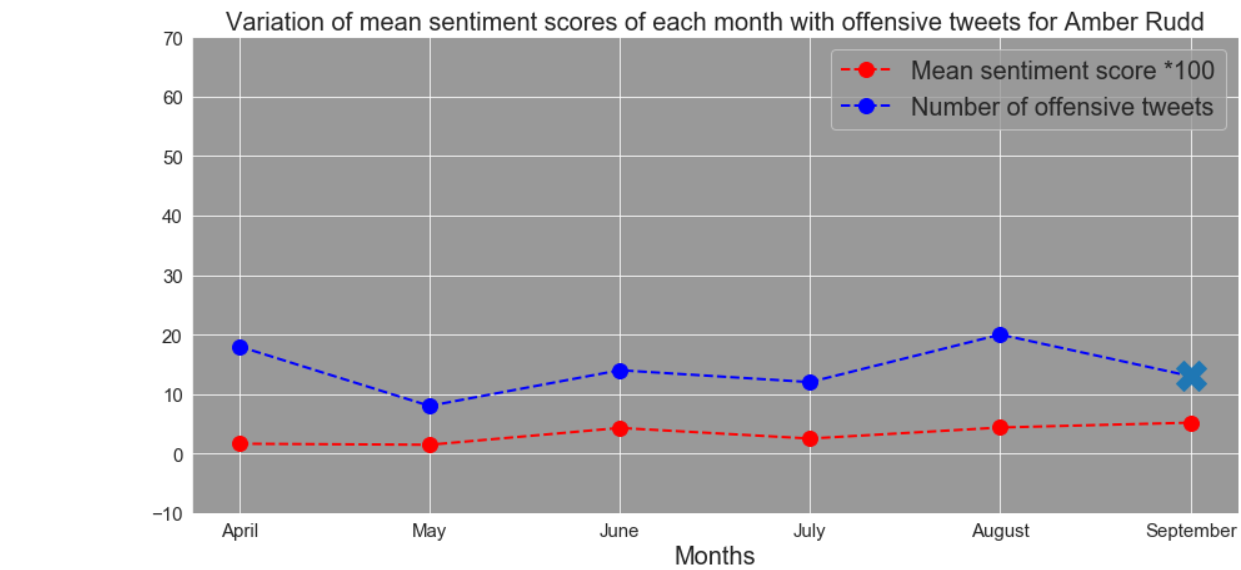 Variation of mean sentiment scores of each month with offensive tweets for Amber Rudd
70
60
50
40
30
20
10
0
−10
Mean sentiment score *100
Number of offensive tweets
April May June July August September
Months